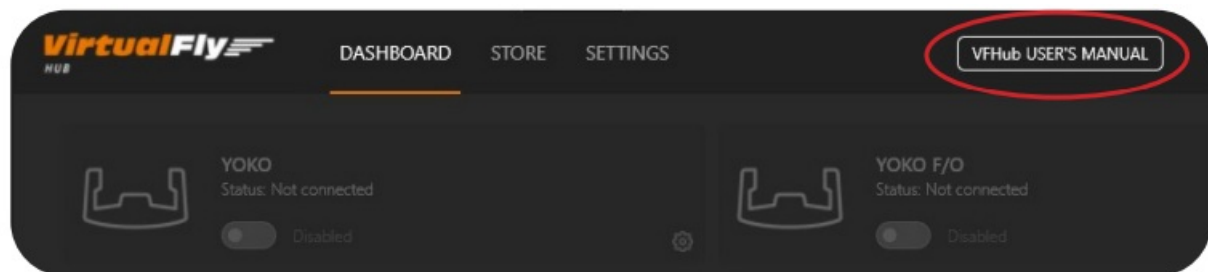 VirtualFly
HUB
DASHBOARD STORE SETTINGS VFHub USER'S MANUAL
YOKO
Status: Not connected
Disabled
YOKO F/O
Status: Not connected
Disabled